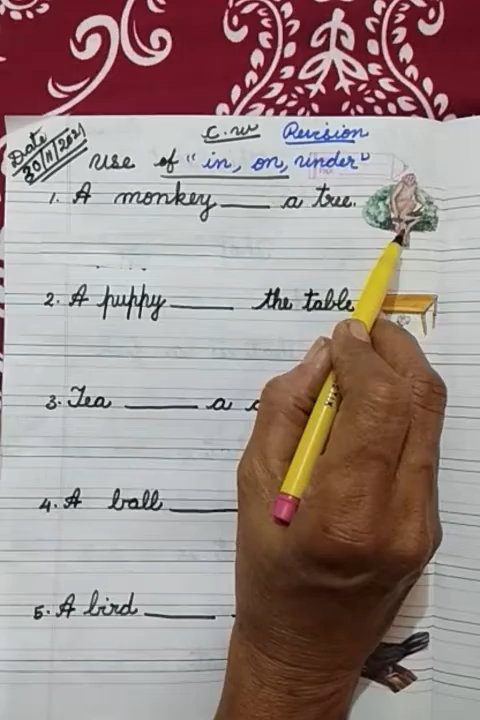 Date 30/11/2021
C.W Revision
use of "in, on, under"
1. A monkey ____ a tree.
2. A puppy ____ the table
3. Tea ____ a
4. A ball ____
5. A bird ____